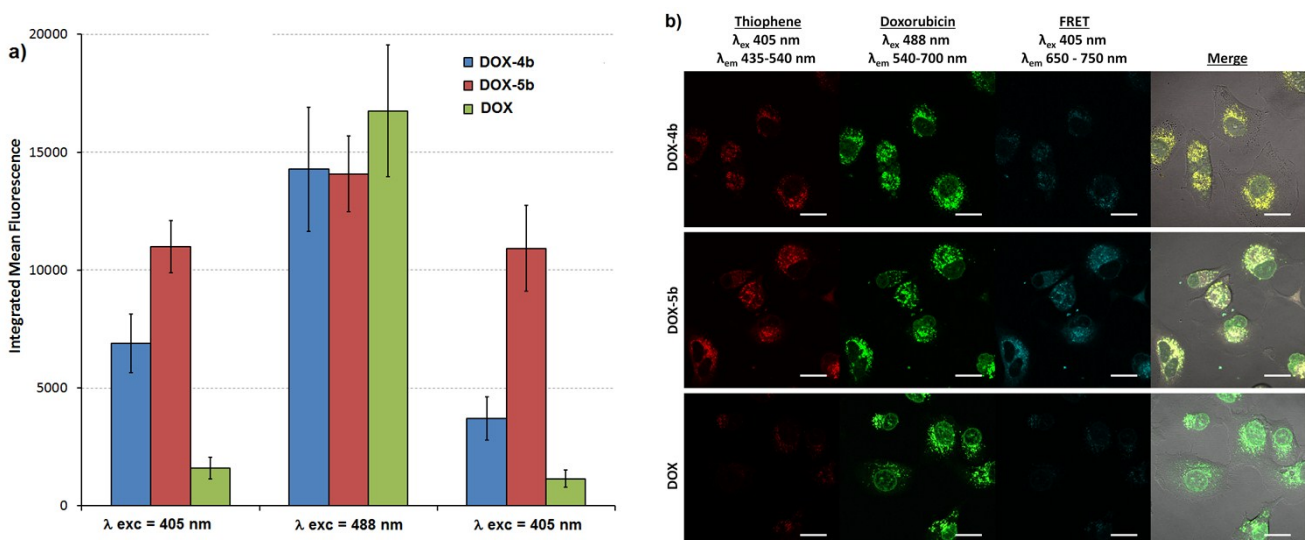 a)
20000
15000
10000
5000
0
Integrated Mean Fluorescence
DOX-4b
DOX-5b
DOX
λ exc = 405 nm
λ exc = 488 nm
λ exc = 405 nm
b)
Thiophene
λex 405 nm
λem 435-540 nm
Doxorubicin
λex 488 nm
λem 540-700 nm
FRET
λex 405 nm
λem 650 - 750 nm
Merge
DOX-4b
DOX-5b
DOX